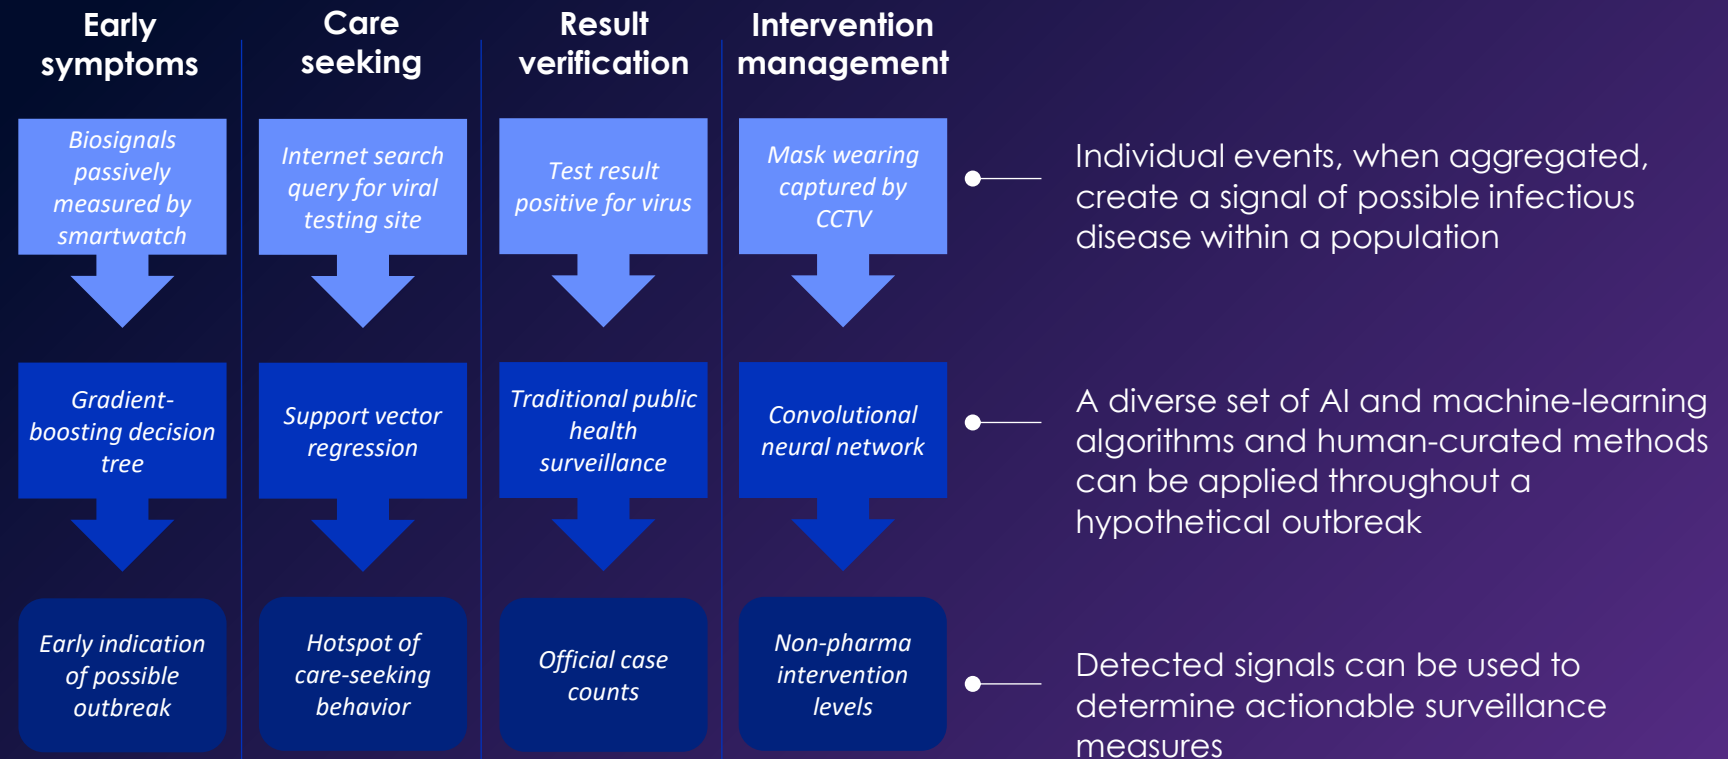 Early
symptoms
Care
seeking
Result
verification
Intervention
management
Biosignals
passively
measured by
smartwatch
Internet search
query for viral
testing site
Test result
positive for virus
Mask wearing
captured by
CCTV
Individual events, when aggregated,
create a signal of possible infectious
disease within a population
Gradient-
boosting decision
tree
Support vector
regression
Traditional public
health
surveillance
Convolutional
neural network
A diverse set of AI and machine-learning
algorithms and human-curated methods
can be applied throughout a
hypothetical outbreak
Early indication
of possible
outbreak
Hotspot of
care-seeking
behavior
Official case
counts
Non-pharma
intervention
levels
Detected signals can be used to
determine actionable surveillance
measures